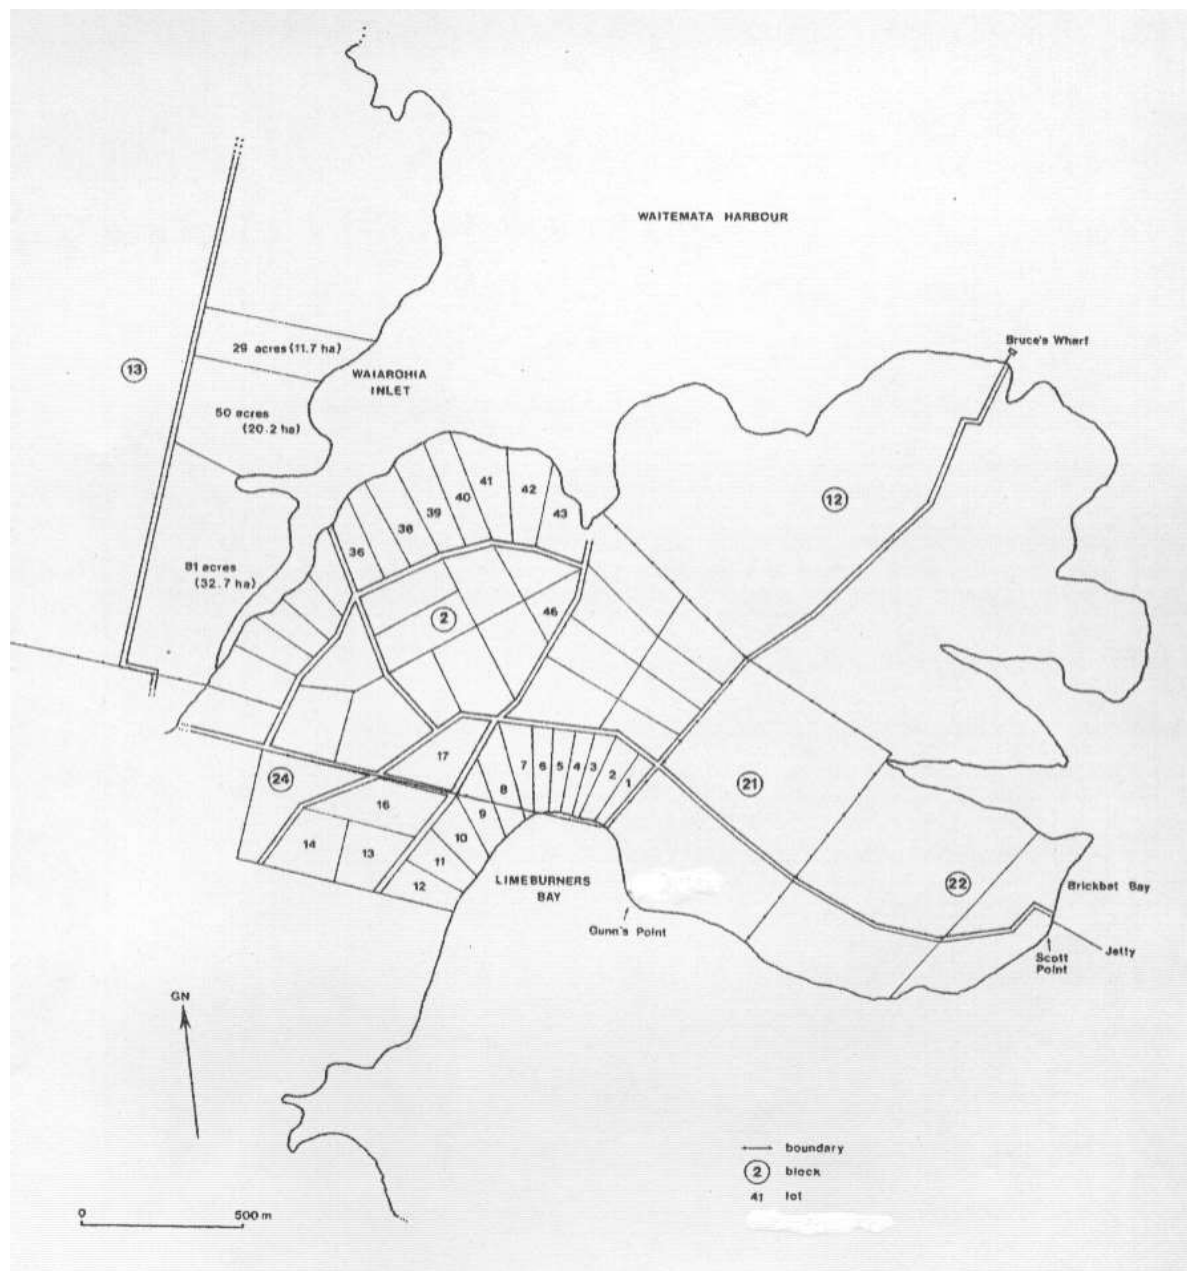 WAITEMATA HARBOUR
Bruce's Wharf
29 acres (11.7 ha)
13
WAIAROHIA
INLET
50 acres
(20.2 ha)
41
42
40
39
43
38
36
12
81 acres
(32.7 ha)
2
46
17
7
6
5
4
3
2
1
24
8
21
16
9
10
14
13
11
12
LIMEBURNERS
BAY
22
Brickbat Bay
Gunn's Point
Jetty
Scott
Point
GN
boundary
2 block
41 lot
0 500 m